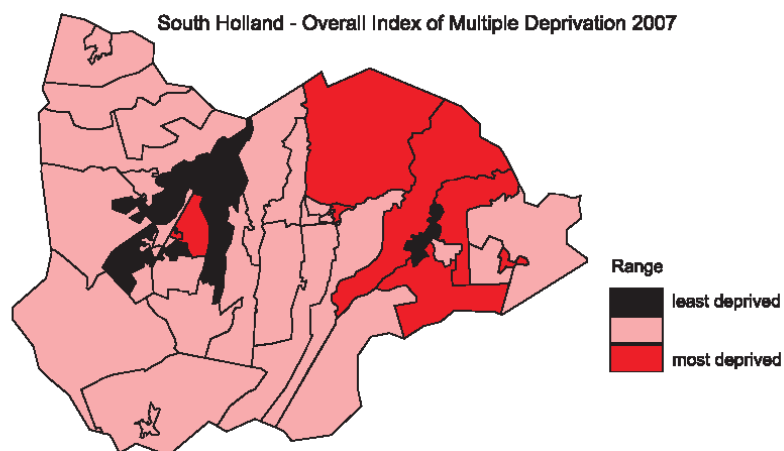 South Holland - Overall Index of Multiple Deprivation 2007
Range
least deprived
most deprived